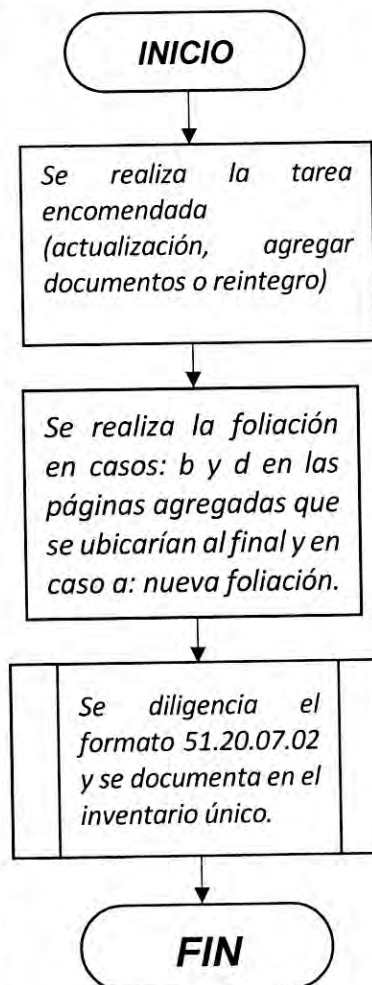 INICIO
Se realiza la tarea
encomendada
(actualización, agregar
documentos o reintegro)
Se realiza la foliación
en casos: b y d en las
páginas agregadas que
se ubicarían al final y en
caso a: nueva foliación.
Se diligencia el
formato 51.20.07.02
y se documenta en el
inventario único.
FIN